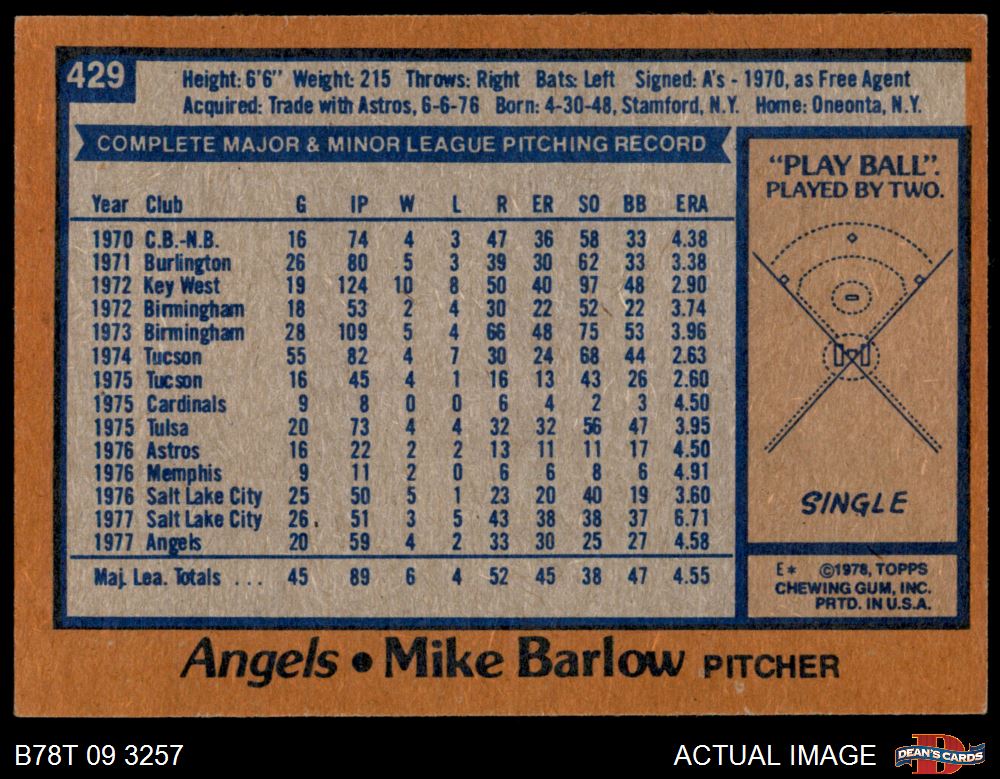 429
Height: 6'6" Weight: 215 Throws: Right Bats: Left Signed: A's - 1970, as Free Agent
Acquired: Trade with Astros, 6-6-76 Born: 4-30-48, Stamford, N.Y. Home: Oneonta, N.Y.
COMPLETE MAJOR & MINOR LEAGUE PITCHING RECORD
Year Club G IP W L R ER SO BB ERA
1970 C.B.-N.B. 16 74 4 3 47 36 58 33 4.38
1971 Burlington 26 80 5 3 39 30 62 33 3.38
1972 Key West 19 124 10 8 50 40 97 48 2.90
1972 Birmingham 18 53 2 4 30 22 52 22 3.74
1973 Birmingham 28 109 5 4 66 48 75 53 3.96
1974 Tucson 55 82 4 7 30 24 68 44 2.63
1975 Tucson 16 45 4 1 16 13 43 26 2.60
1975 Cardinals 9 8 0 0 6 4 2 3 4.50
1975 Tulsa 20 73 4 4 32 32 56 47 3.95
1976 Astros 16 22 2 2 13 11 11 17 4.50
1976 Memphis 9 11 2 0 6 6 8 6 4.91
1976 Salt Lake City 25 50 5 1 23 20 40 19 3.60
1977 Salt Lake City 26 51 3 5 43 38 38 37 6.71
1977 Angels 20 59 4 2 33 30 25 27 4.58
Maj. Lea. Totals ... 45 89 6 4 52 45 38 47 4.55
"PLAY BALL".
PLAYED BY TWO.
SINGLE
E* ©1978, TOPPS
CHEWING GUM, INC.
PRTD. IN U.S.A.
Angels • Mike Barlow PITCHER
B78T 09 3257
ACTUAL IMAGE
D
DEAN'S CARDS